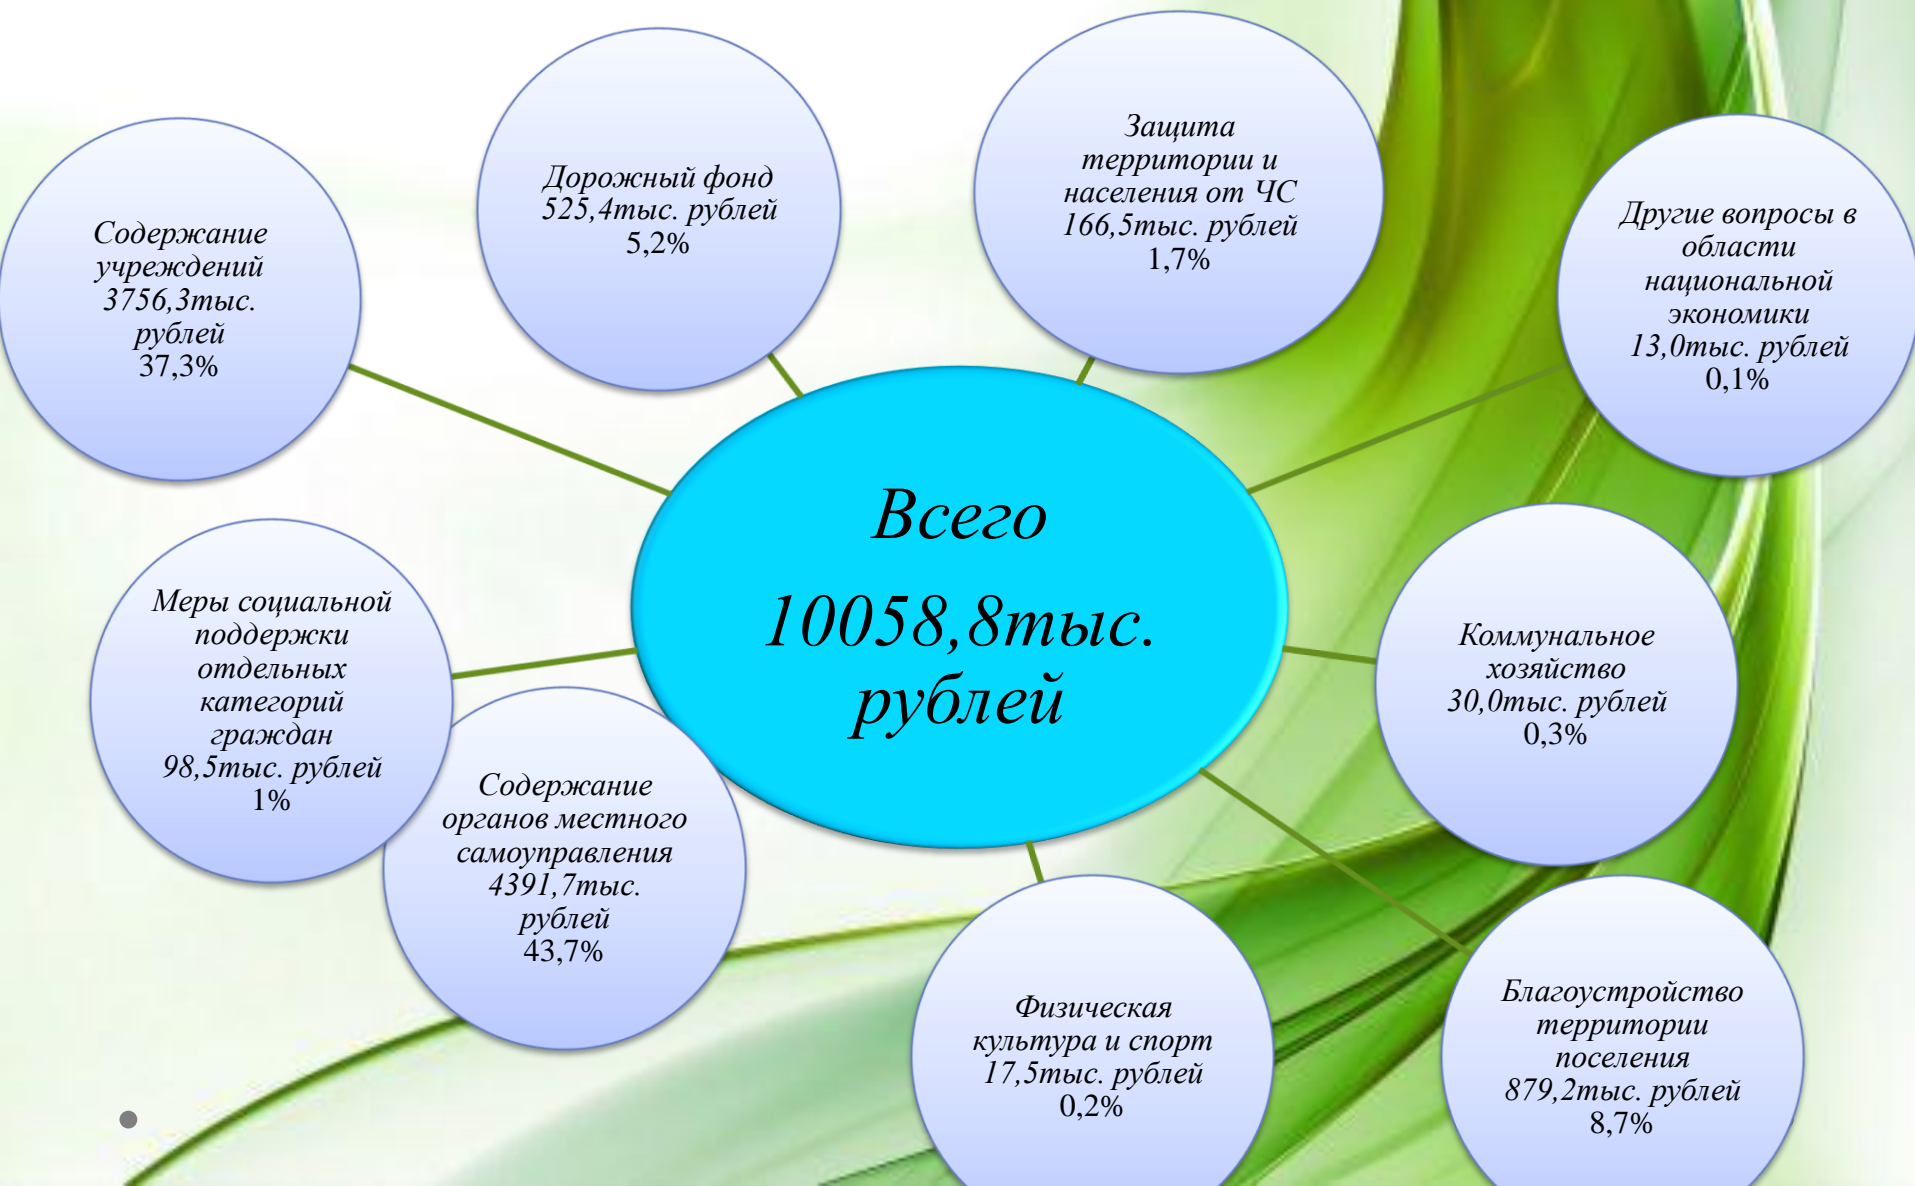 Содержание
учреждений
3756,3тыс.
рублей
37,3%
Дорожный фонд
525,4тыс. рублей
5,2%
Защита
территории и
населения от ЧС
166,5тыс. рублей
1,7%
Другие вопросы в
области
национальной
экономики
13,0тыс. рублей
0,1%
Всего
10058,8тыс.
рублей
Меры социальной
поддержки
отдельных
категорий
граждан
98,5тыс. рублей
1%
Коммунальное
хозяйство
30,0тыс. рублей
0,3%
Содержание
органов местного
самоуправления
4391,7тыс.
рублей
43,7%
Физическая
культура и спорт
17,5тыс. рублей
0,2%
Благоустройство
территории
поселения
879,2тыс. рублей
8,7%